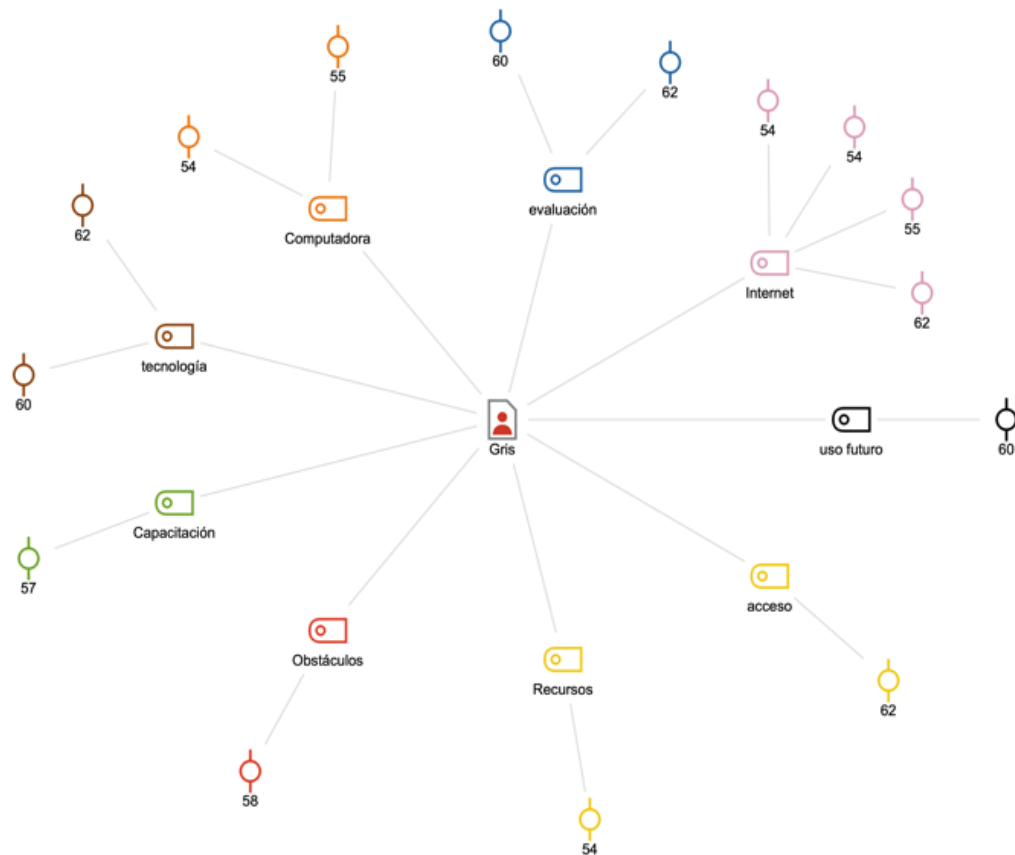 60
55
62
54
54
54
evaluación
62
Computadora
55
Internet
62
tecnología
60
Gris
uso futuro
60
Capacitación
57
acceso
Obstáculos
Recursos
62
58
54